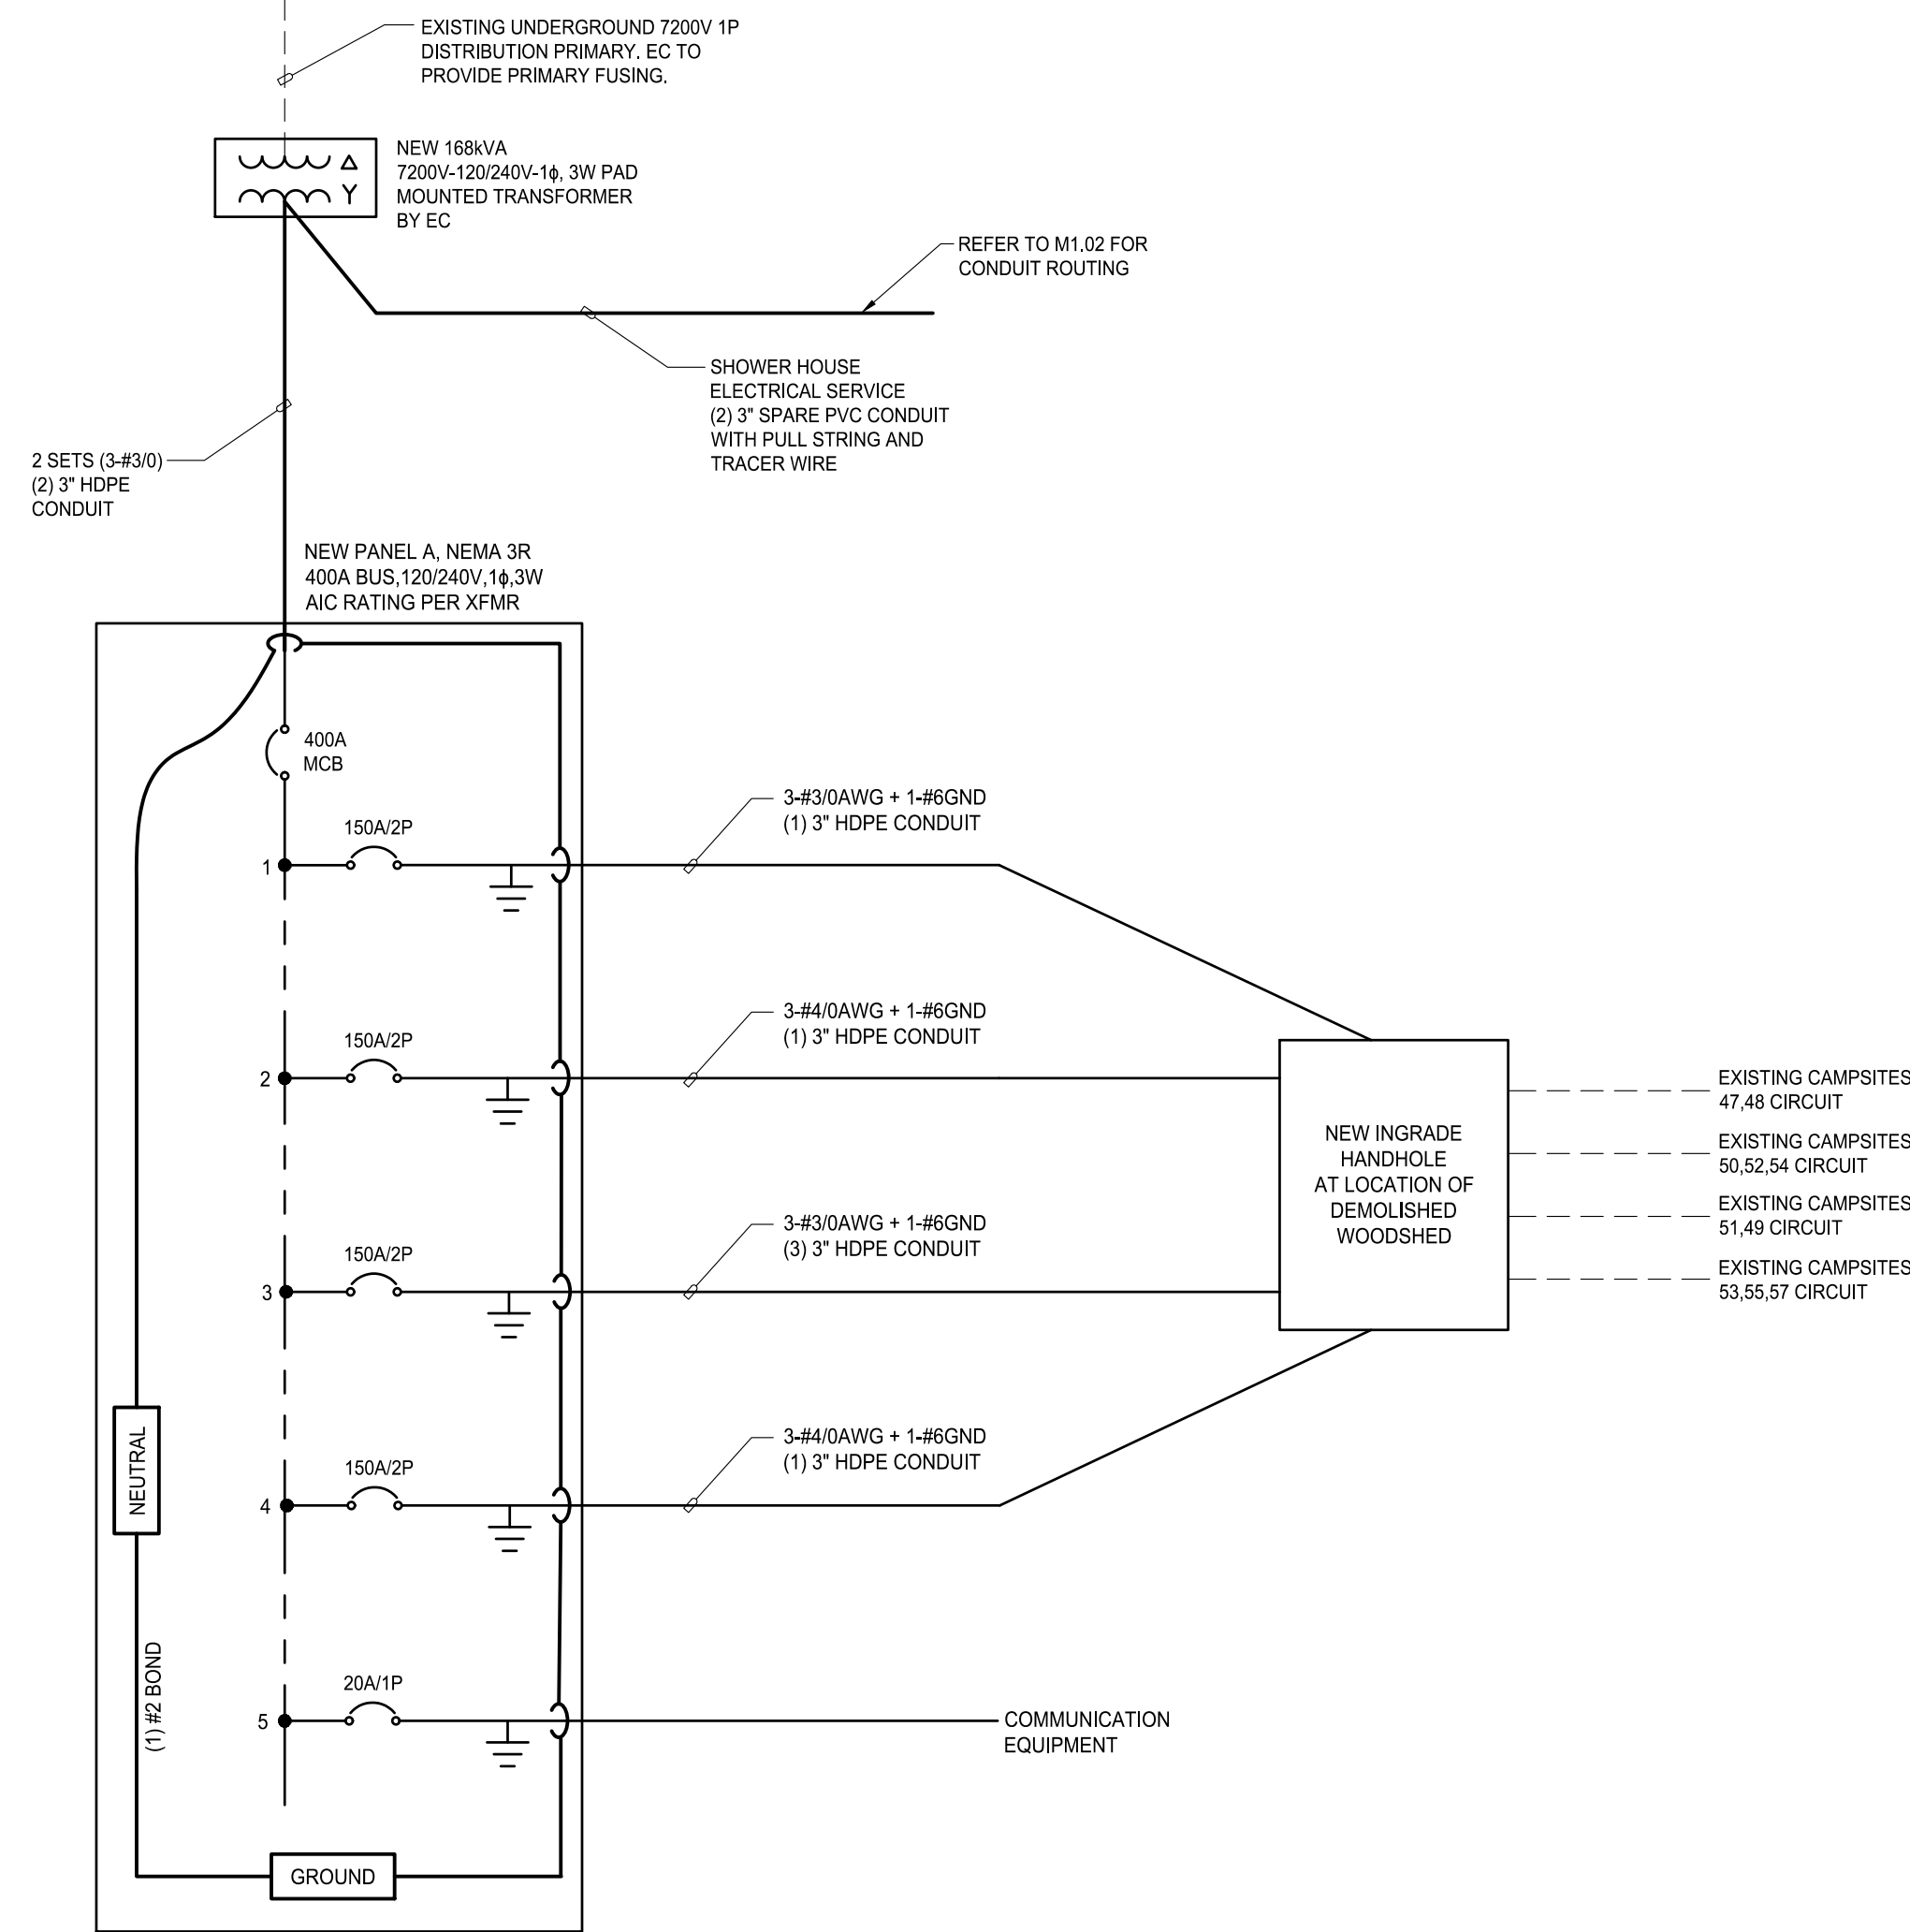 EXISTING UNDERGROUND 7200V 1P
DISTRIBUTION PRIMARY. EC TO
PROVIDE PRIMARY FUSING.
NEW 168kVA
7200V-120/240V-1ϕ, 3W PAD
MOUNTED TRANSFORMER
BY EC
REFER TO M1.02 FOR
CONDUIT ROUTING
SHOWER HOUSE
ELECTRICAL SERVICE
(2) 3" SPARE PVC CONDUIT
WITH PULL STRING AND
TRACER WIRE
2 SETS (3-#3/0)
(2) 3" HDPE
CONDUIT
NEW PANEL A, NEMA 3R
400A BUS,120/240V,1ϕ,3W
AIC RATING PER XFMR
400A
MCB
1
150A/2P
3-#3/0AWG + 1-#6GND
(1) 3" HDPE CONDUIT
2
150A/2P
3-#4/0AWG + 1-#6GND
(1) 3" HDPE CONDUIT
3
150A/2P
3-#3/0AWG + 1-#6GND
(3) 3" HDPE CONDUIT
4
150A/2P
3-#4/0AWG + 1-#6GND
(1) 3" HDPE CONDUIT
5
20A/1P
COMMUNICATION
EQUIPMENT
NEW INGRADE
HANDHOLE
AT LOCATION OF
DEMOLISHED
WOODSHED
EXISTING CAMPSITES
47,48 CIRCUIT
EXISTING CAMPSITES
50,52,54 CIRCUIT
EXISTING CAMPSITES
51,49 CIRCUIT
EXISTING CAMPSITES
53,55,57 CIRCUIT
NEUTRAL
(1) #2 BOND
GROUND